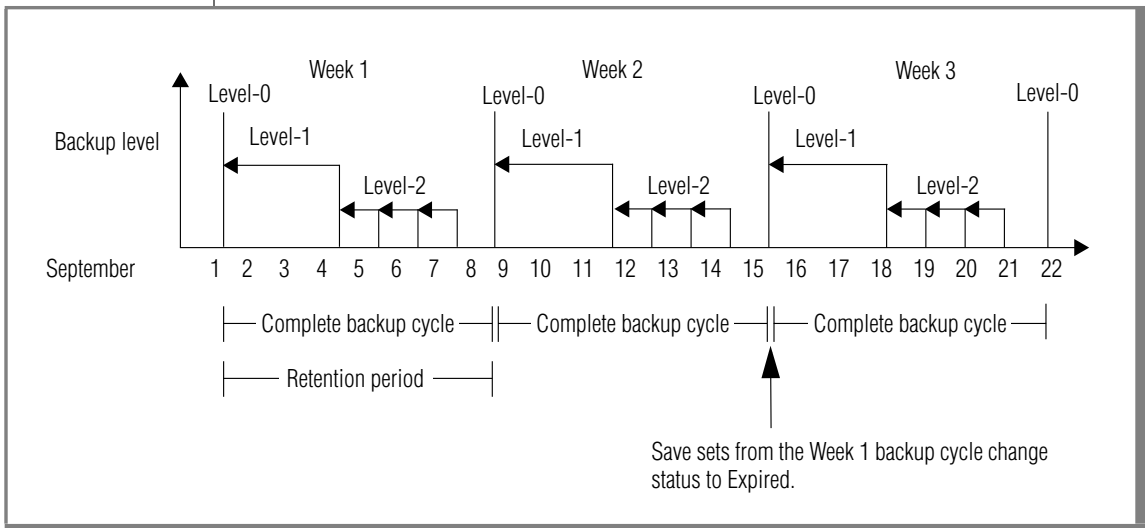 Week 1 Week 2 Week 3
Level-0 Level-0 Level-0 Level-0
Backup level Level-1 Level-1 Level-1
Level-2 Level-2 Level-2
September 1 2 3 4 5 6 7 8 9 10 11 12 13 14 15 16 17 18 19 20 21 22
Complete backup cycle Complete backup cycle Complete backup cycle
Retention period
Save sets from the Week 1 backup cycle change
status to Expired.